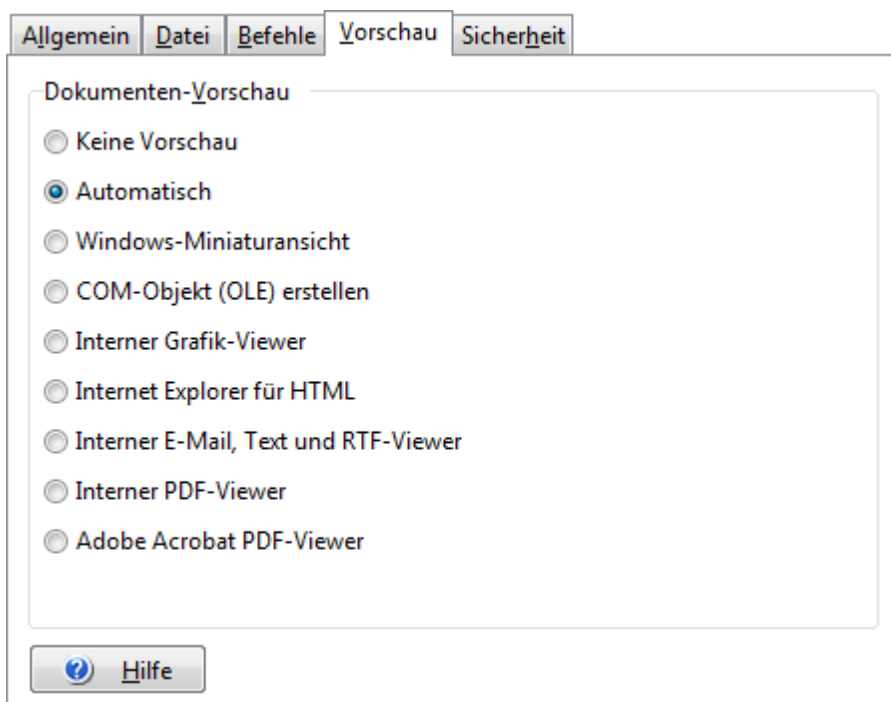 Allgemein Datei Befehle Vorschau Sicherheit
Dokumenten-Vorschau
Keine Vorschau
Automatisch
Windows-Miniaturansicht
COM-Objekt (OLE) erstellen
Interner Grafik-Viewer
Internet Explorer für HTML
Interner E-Mail, Text und RTF-Viewer
Interner PDF-Viewer
Adobe Acrobat PDF-Viewer
Hilfe